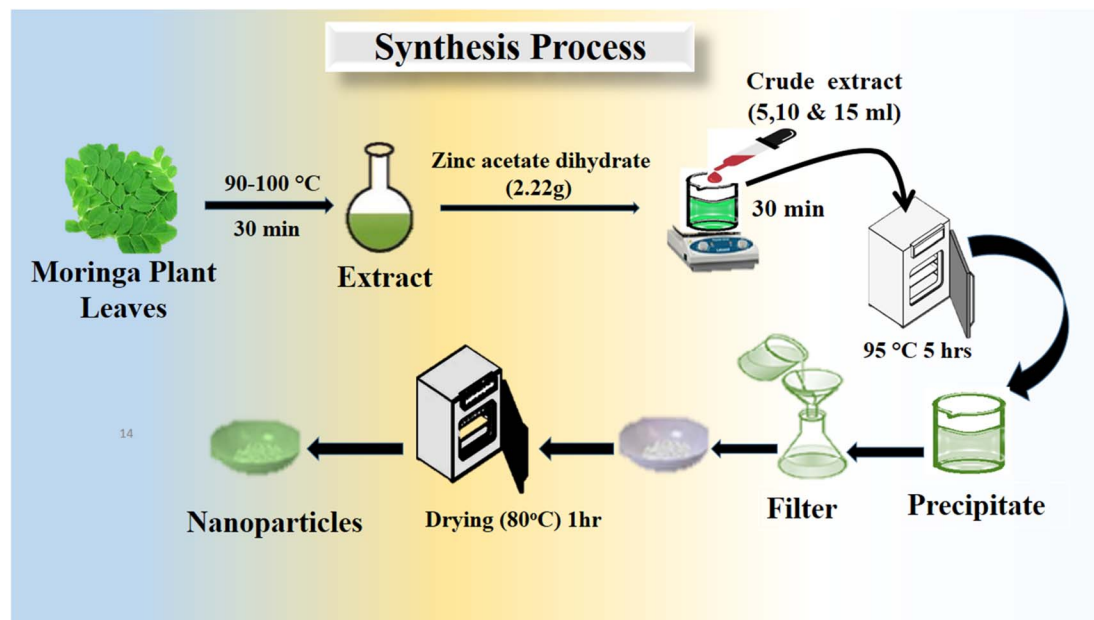 Synthesis Process
Crude extract
(5,10 & 15 ml)
90-100 °C
30 min
Zinc acetate dihydrate
(2.22g)
30 min
Moringa Plant
Leaves
Extract
95 °C 5 hrs
14
Nanoparticles
Drying (80°C) 1hr
Filter
Precipitate